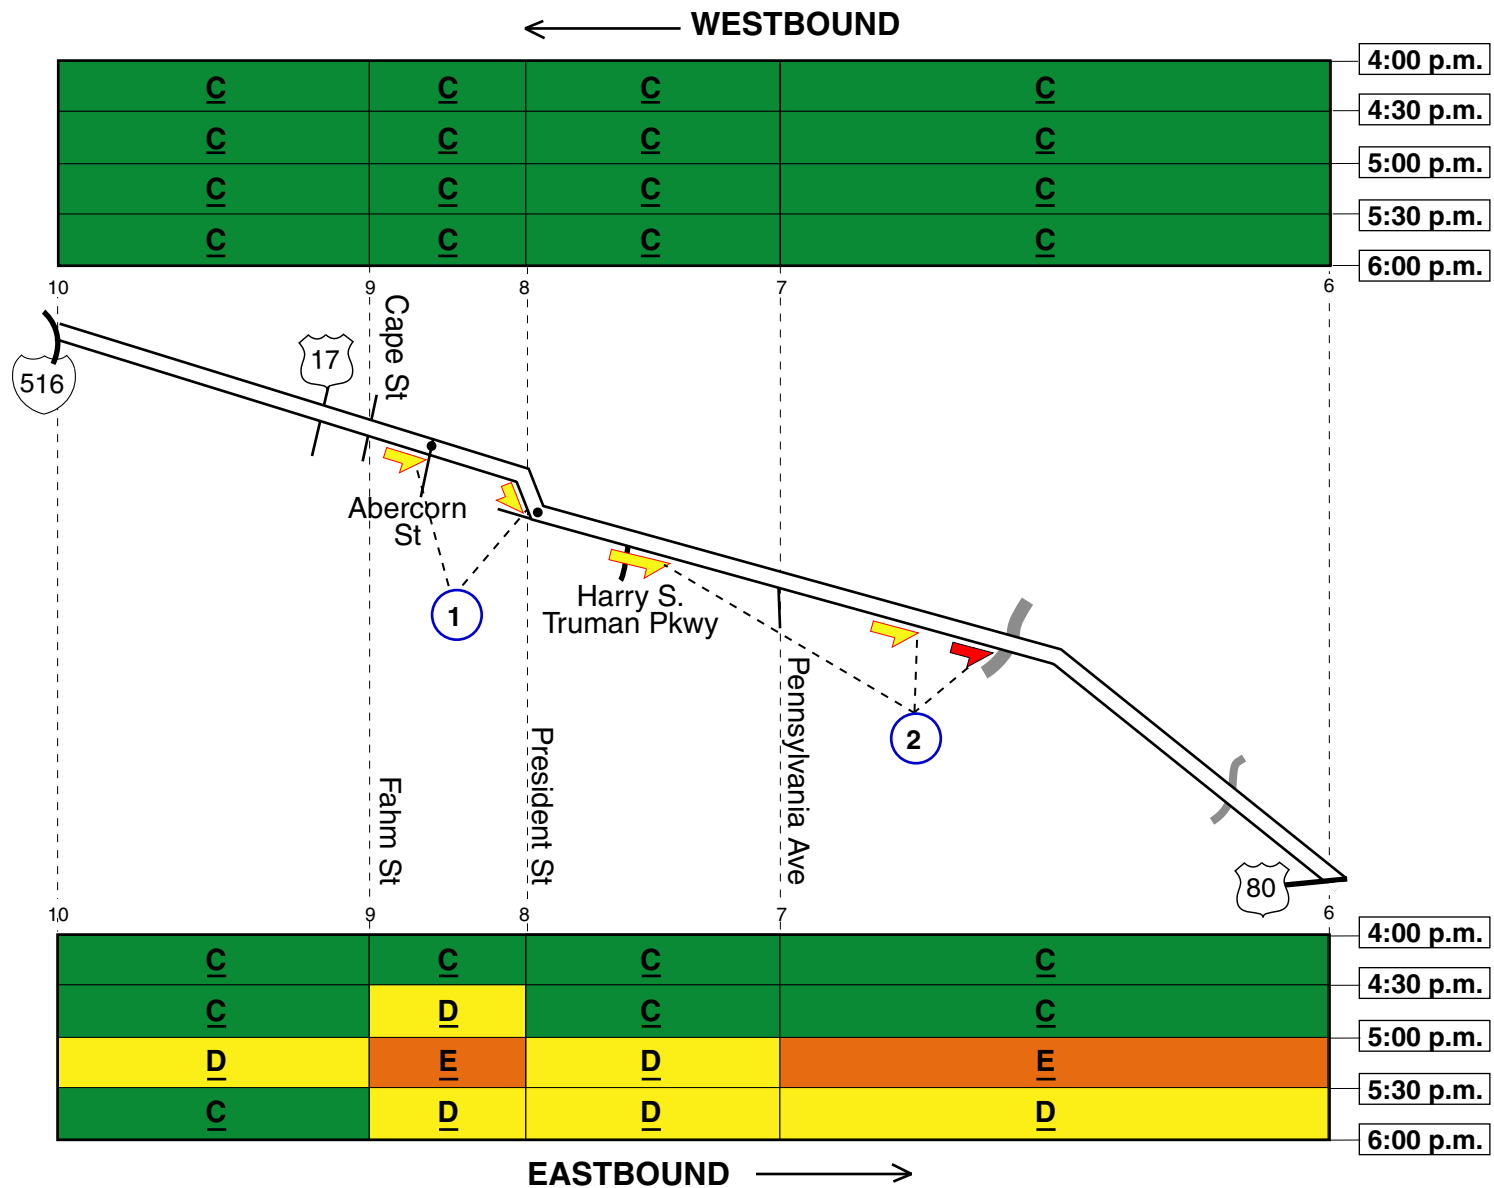 WESTBOUND
4:00 p.m.
C C C C
4:30 p.m.
C C C C
5:00 p.m.
C C C C
5:30 p.m.
C C C C
6:00 p.m.
10 9 8 7 6
Cape St
17
516
Abercorn
St
1
Harry S.
Truman Pkwy
2
Pennsylvania Ave
President St
Fahm St
80
10 9 8 7 6
4:00 p.m.
C C C C
4:30 p.m.
C D C C
5:00 p.m.
D E D E
5:30 p.m.
C D D D
6:00 p.m.
EASTBOUND